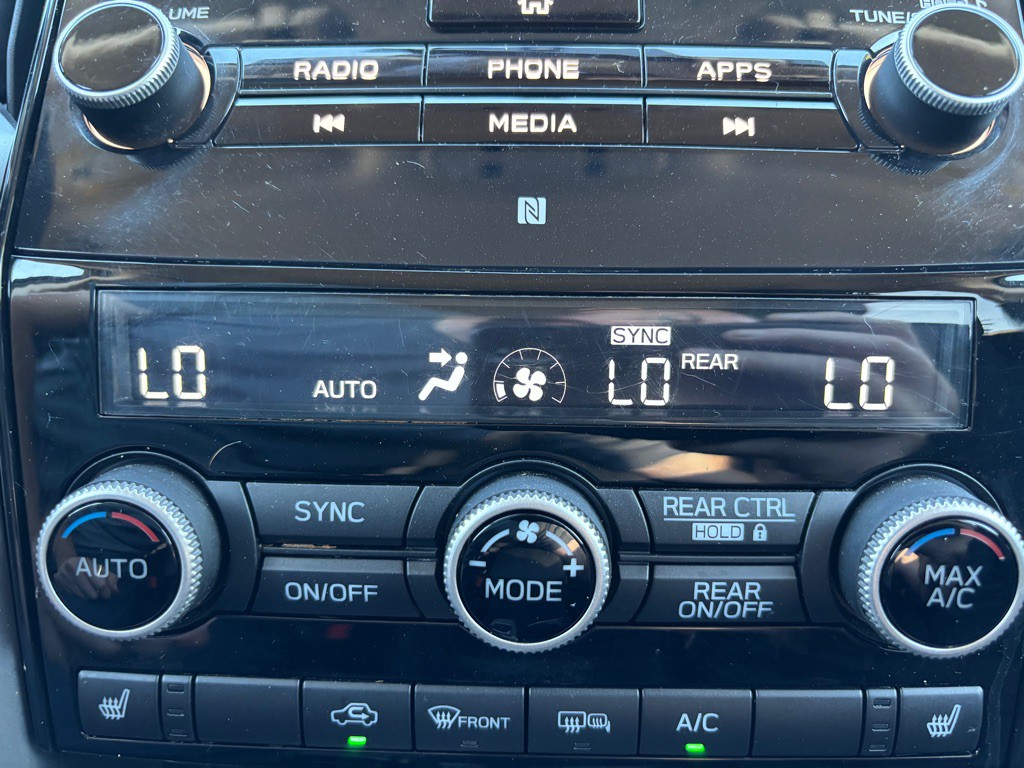 VOLUME
TUNE/
RADIO PHONE APPS
MEDIA
N
SYNC
LO AUTO LO REAR LO
SYNC REAR CTRL
HOLD
AUTO ON/OFF - MODE + REAR ON/OFF MAX A/C
FRONT A/C